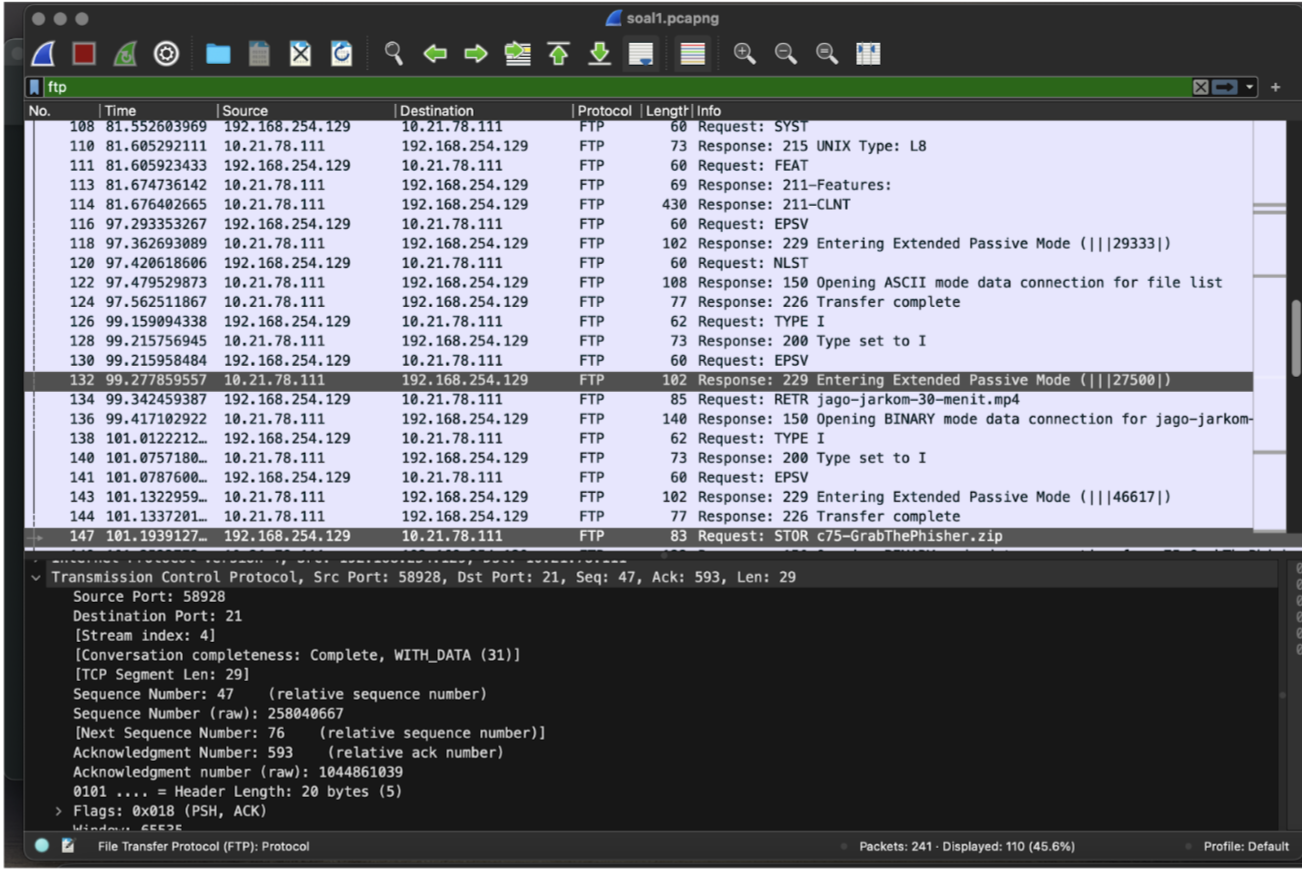 soal1.pcapng
ftp
No. Time Source Destination Protocol Length Info
108 81.552603969 192.168.254.129 10.21.78.111 FTP 60 Request: SYST
110 81.605292111 10.21.78.111 192.168.254.129 FTP 73 Response: 215 UNIX Type: L8
111 81.605923433 192.168.254.129 10.21.78.111 FTP 60 Request: FEAT
113 81.674736142 10.21.78.111 192.168.254.129 FTP 69 Response: 211-Features:
114 81.676402665 10.21.78.111 192.168.254.129 FTP 430 Response: 211-CLNT
116 97.293353267 192.168.254.129 10.21.78.111 FTP 60 Request: EPSV
118 97.362693089 10.21.78.111 192.168.254.129 FTP 102 Response: 229 Entering Extended Passive Mode (|||29333|)
120 97.420618606 192.168.254.129 10.21.78.111 FTP 60 Request: NLST
122 97.479529873 10.21.78.111 192.168.254.129 FTP 108 Response: 150 Opening ASCII mode data connection for file list
124 97.562511867 10.21.78.111 192.168.254.129 FTP 77 Response: 226 Transfer complete
126 99.159094338 192.168.254.129 10.21.78.111 FTP 62 Request: TYPE I
128 99.215756945 10.21.78.111 192.168.254.129 FTP 73 Response: 200 Type set to I
130 99.215958484 192.168.254.129 10.21.78.111 FTP 60 Request: EPSV
132 99.277859557 10.21.78.111 192.168.254.129 FTP 102 Response: 229 Entering Extended Passive Mode (|||27500|)
134 99.342459387 192.168.254.129 10.21.78.111 FTP 85 Request: RETR jago-jarkom-30-menit.mp4
136 99.417102922 10.21.78.111 192.168.254.129 FTP 140 Response: 150 Opening BINARY mode data connection for jago-jarkom-
138 101.0122212… 192.168.254.129 10.21.78.111 FTP 62 Request: TYPE I
140 101.0757180… 10.21.78.111 192.168.254.129 FTP 73 Response: 200 Type set to I
141 101.0787600… 192.168.254.129 10.21.78.111 FTP 60 Request: EPSV
143 101.1322959… 10.21.78.111 192.168.254.129 FTP 102 Response: 229 Entering Extended Passive Mode (|||46617|)
144 101.1337201… 10.21.78.111 192.168.254.129 FTP 77 Response: 226 Transfer complete
147 101.1939127… 192.168.254.129 10.21.78.111 FTP 83 Request: STOR c75-GrabThePhisher.zip
Transmission Control Protocol, Src Port: 58928, Dst Port: 21, Seq: 47, Ack: 593, Len: 29
Source Port: 58928
Destination Port: 21
[Stream index: 4]
[Conversation completeness: Complete, WITH_DATA (31)]
[TCP Segment Len: 29]
Sequence Number: 47 (relative sequence number)
Sequence Number (raw): 258040667
[Next Sequence Number: 76 (relative sequence number)]
Acknowledgment Number: 593 (relative ack number)
Acknowledgment number (raw): 1044861039
0101 .... = Header Length: 20 bytes (5)
Flags: 0x018 (PSH, ACK)
Window: 65535
File Transfer Protocol (FTP): Protocol
Packets: 241 · Displayed: 110 (45.6%)
Profile: Default